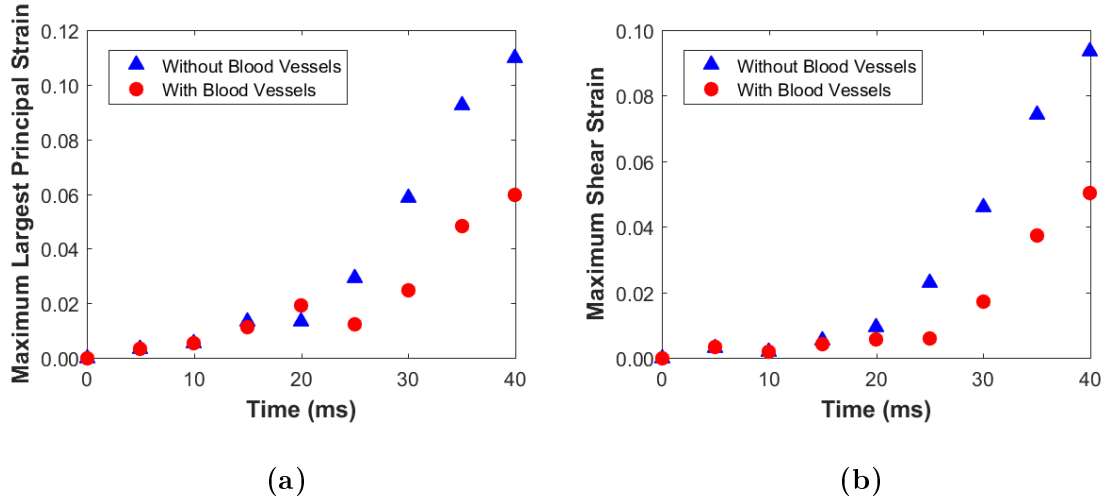 Maximum Largest Principal Strain
0.12
0.10
0.08
0.06
0.04
0.02
0.00
Without Blood Vessels
With Blood Vessels
0 10 20 30 40
Time (ms)
(a)
Maximum Shear Strain
0.10
0.08
0.06
0.04
0.02
0.00
Without Blood Vessels
With Blood Vessels
0 10 20 30 40
Time (ms)
(b)